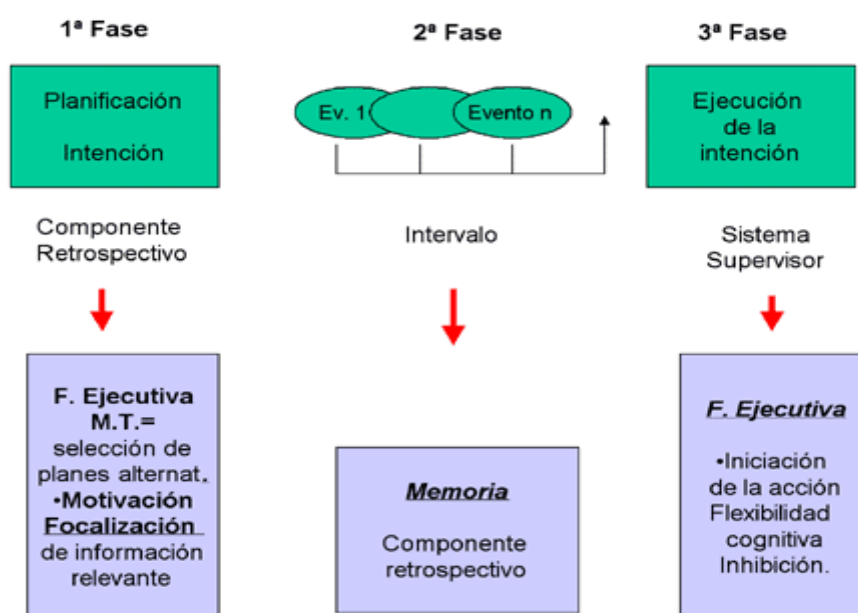 1ª Fase
Planificación
Intención
Componente
Retrospectivo
F. Ejecutiva
M.T.=
selección de
planes alternat.
•Motivación
Focalización
de información
relevante
2ª Fase
Ev. 1
Evento n
Intervalo
Memoria
Componente
retrospectivo
3ª Fase
Ejecución
de la
intención
Sistema
Supervisor
F. Ejecutiva
•Iniciación
de la acción
Flexibilidad
cognitiva
Inhibición.